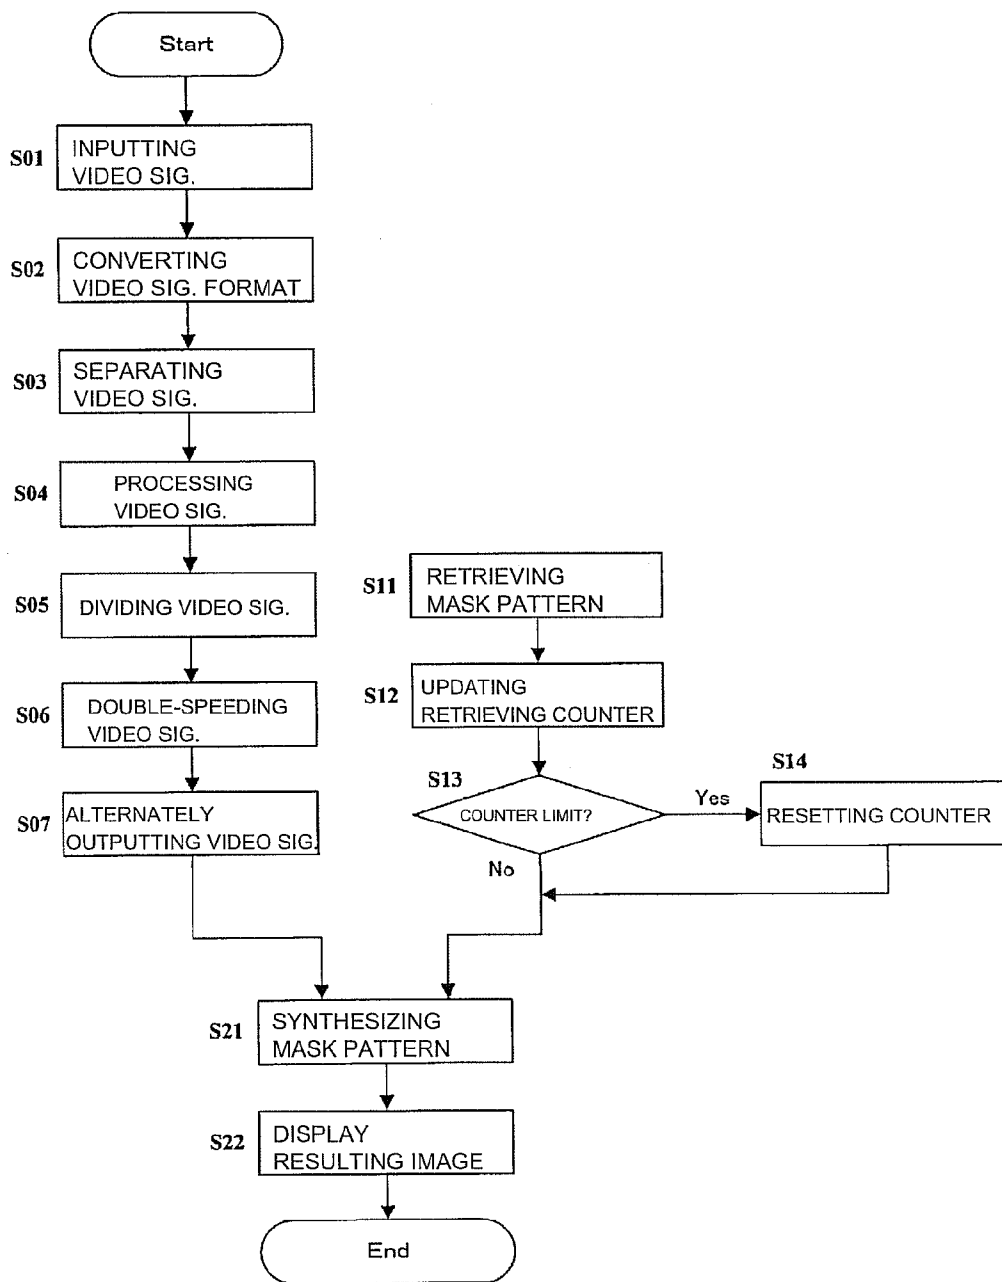 Start
S01
INPUTTING
VIDEO SIG.
S02
CONVERTING
VIDEO SIG. FORMAT
S03
SEPARATING
VIDEO SIG.
S04
PROCESSING
VIDEO SIG.
S05
DIVIDING VIDEO SIG.
S06
DOUBLE-SPEEDING
VIDEO SIG.
S07
ALTERNATELY
OUTPUTTING VIDEO SIG.
S11
RETRIEVING
MASK PATTERN
S12
UPDATING
RETRIEVING COUNTER
S13
COUNTER LIMIT?
Yes
No
S14
RESETTING COUNTER
S21
SYNTHESIZING
MASK PATTERN
S22
DISPLAY
RESULTING IMAGE
End